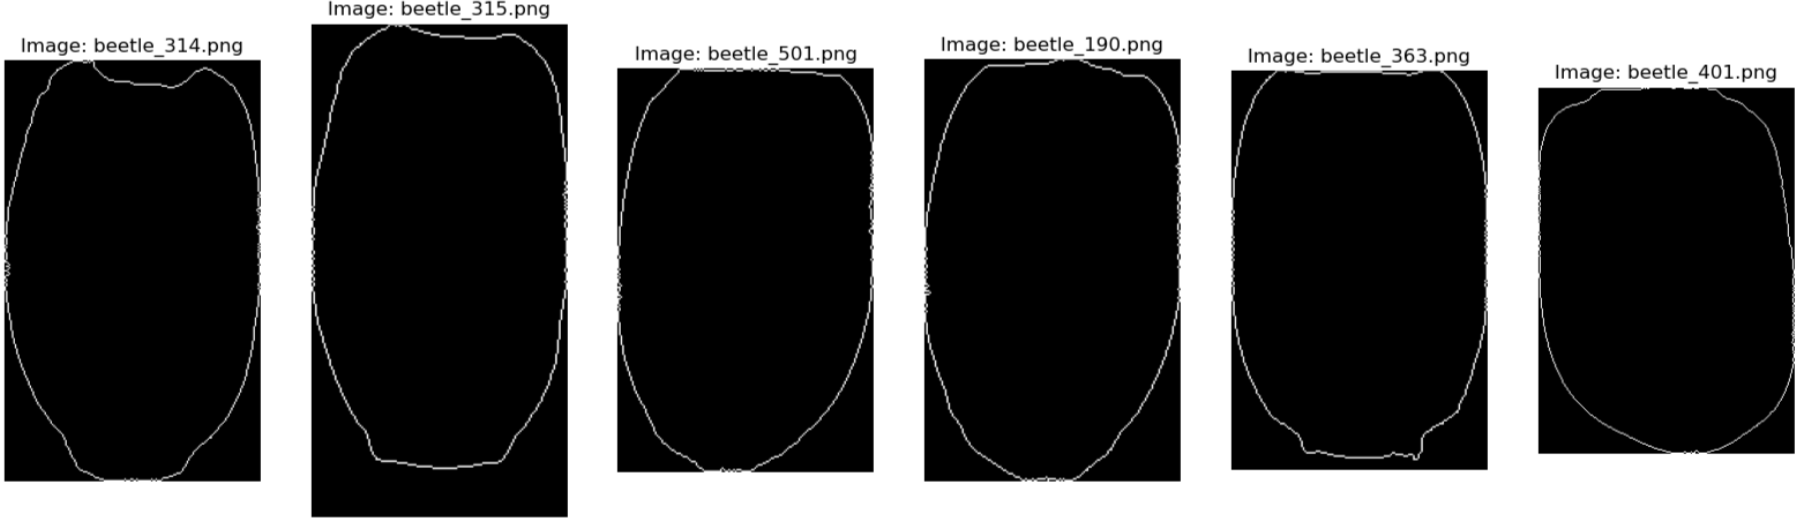 Image: beetle_314.png
Image: beetle_315.png
Image: beetle_501.png
Image: beetle_190.png
Image: beetle_363.png
Image: beetle_401.png